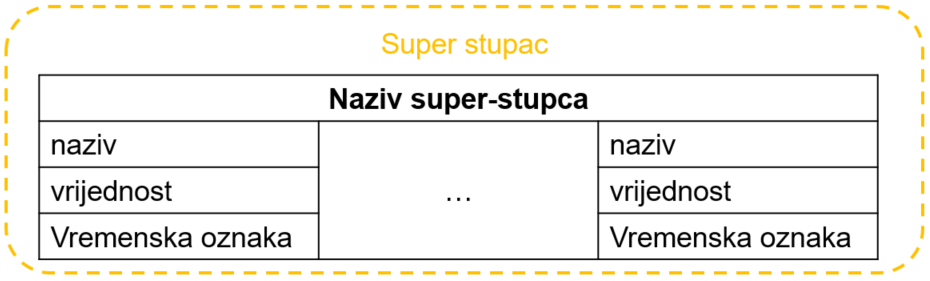 Super stupac
Naziv super-stupca
naziv
vrijednost
Vremenska oznaka
…
naziv
vrijednost
Vremenska oznaka